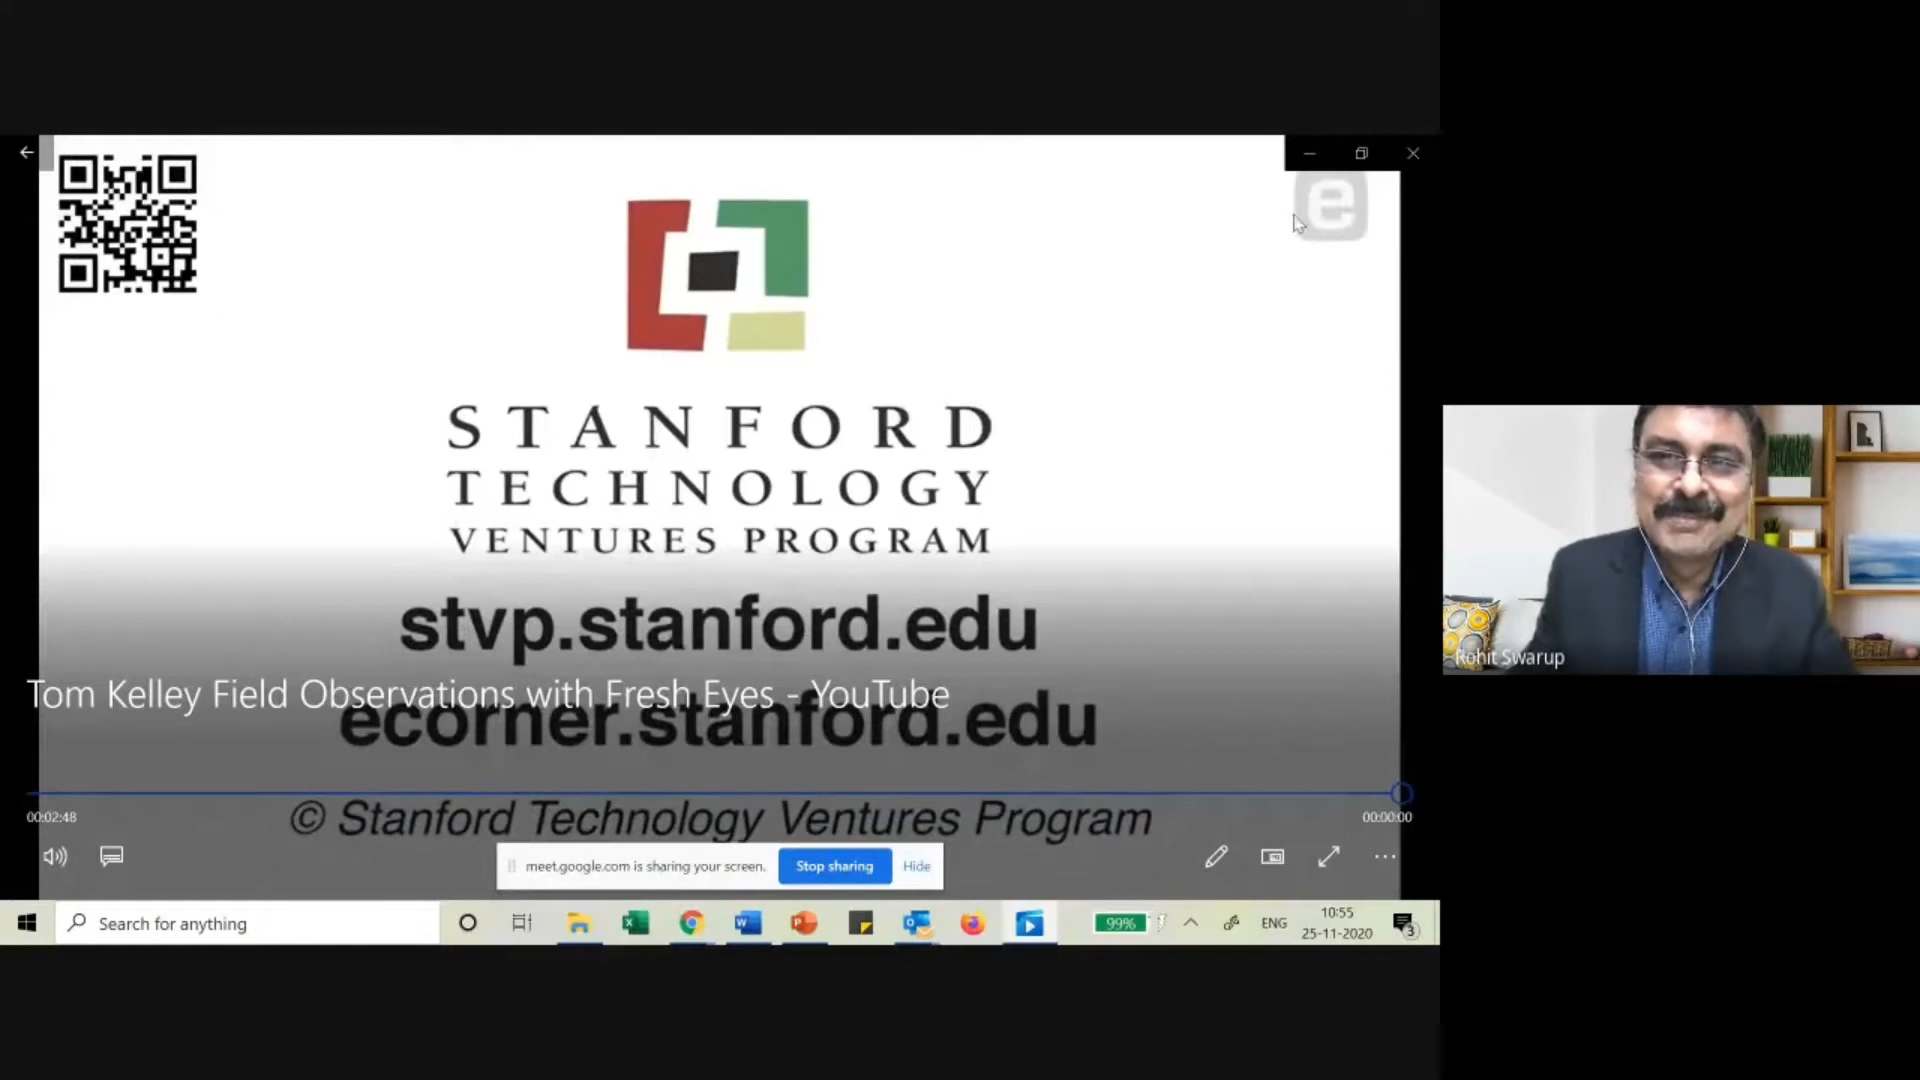 e
STANFORD
TECHNOLOGY
VENTURES PROGRAM
stvp.stanford.edu
Tom Kelley Field Observations with Fresh Eyes - YouTube
ecorner.stanford.edu
00:02:48
00:00:00
© Stanford Technology Ventures Program
meet.google.com is sharing your screen.
Stop sharing
Hide
Search for anything
99%
ENG
10:55
25-11-2020
3
Rohit Swarup